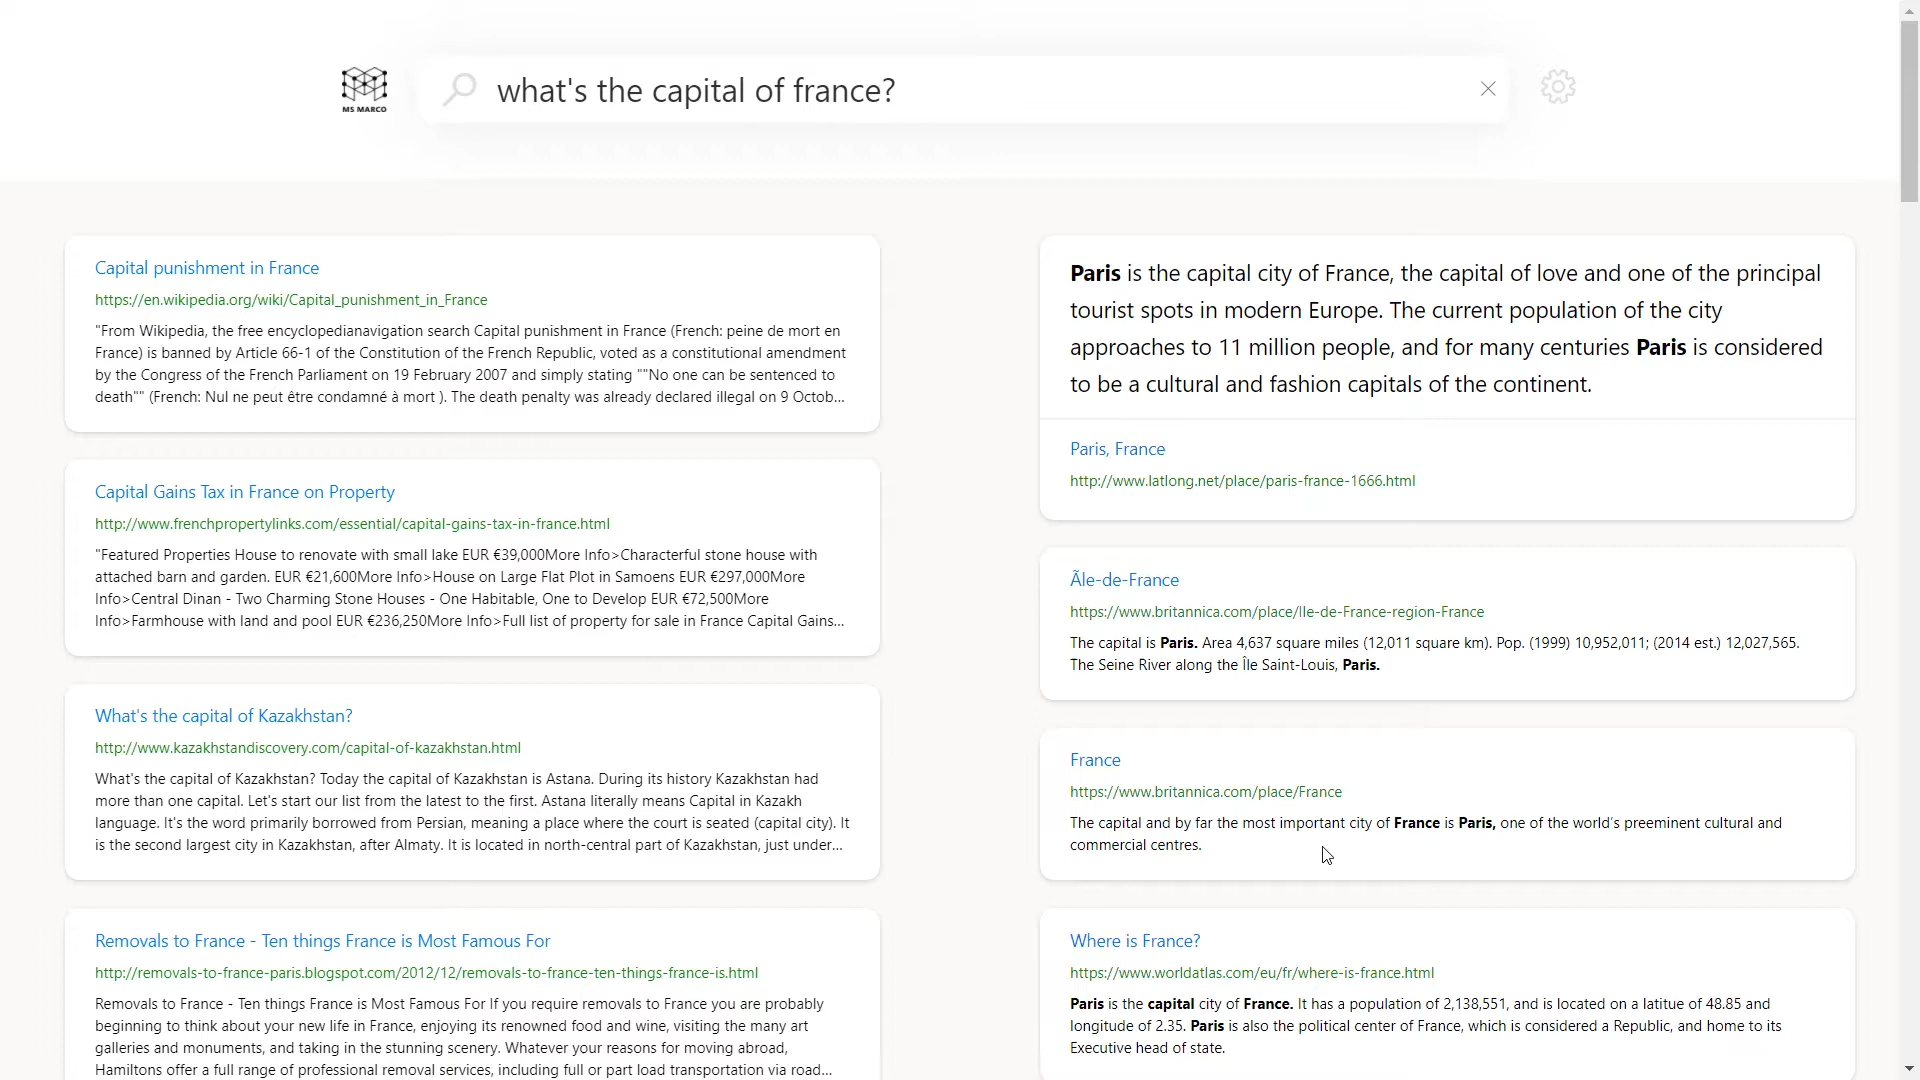 MS MARCO
what's the capital of france?
Capital punishment in France
https://en.wikipedia.org/wiki/Capital_punishment_in_France
"From Wikipedia, the free encyclopedianavigation search Capital punishment in France (French: peine de mort en
France) is banned by Article 66-1 of the Constitution of the French Republic, voted as a constitutional amendment
by the Congress of the French Parliament on 19 February 2007 and simply stating ""No one can be sentenced to
death"" (French: Nul ne peut être condamné à mort ). The death penalty was already declared illegal on 9 Octob...
Capital Gains Tax in France on Property
http://www.frenchpropertylinks.com/essential/capital-gains-tax-in-france.html
"Featured Properties House to renovate with small lake EUR €39,000More Info>Characterful stone house with
attached barn and garden. EUR €21,600More Info>House on Large Flat Plot in Samoens EUR €297,000More
Info>Central Dinan - Two Charming Stone Houses - One Habitable, One to Develop EUR €72,500More
Info>Farmhouse with land and pool EUR €236,250More Info>Full list of property for sale in France Capital Gains...
What's the capital of Kazakhstan?
http://www.kazakhstandiscovery.com/capital-of-kazakhstan.html
What's the capital of Kazakhstan? Today the capital of Kazakhstan is Astana. During its history Kazakhstan had
more than one capital. Let's start our list from the latest to the first. Astana literally means Capital in Kazakh
language. It's the word primarily borrowed from Persian, meaning a place where the court is seated (capital city). It
is the second largest city in Kazakhstan, after Almaty. It is located in north-central part of Kazakhstan, just under...
Removals to France - Ten things France is Most Famous For
http://removals-to-france-paris.blogspot.com/2012/12/removals-to-france-ten-things-france-is.html
Removals to France - Ten things France is Most Famous For If you require removals to France you are probably
beginning to think about your new life in France, enjoying its renowned food and wine, visiting the many art
galleries and monuments, and taking in the stunning scenery. Whatever your reasons for moving abroad,
Hamiltons offer a full range of professional removal services, including full or part load transportation via road...
Paris is the capital city of France, the capital of love and one of the principal
tourist spots in modern Europe. The current population of the city
approaches to 11 million people, and for many centuries Paris is considered
to be a cultural and fashion capitals of the continent.
Paris, France
http://www.latlong.net/place/paris-france-1666.html
Ãle-de-France
https://www.britannica.com/place/Ile-de-France-region-France
The capital is Paris. Area 4,637 square miles (12,011 square km). Pop. (1999) 10,952,011; (2014 est.) 12,027,565.
The Seine River along the Île Saint-Louis, Paris.
France
https://www.britannica.com/place/France
The capital and by far the most important city of France is Paris, one of the world’s preeminent cultural and
commercial centres.
Where is France?
https://www.worldatlas.com/eu/fr/where-is-france.html
Paris is the capital city of France. It has a population of 2,138,551, and is located on a latitue of 48.85 and
longitude of 2.35. Paris is also the political center of France, which is considered a Republic, and home to its
Executive head of state.